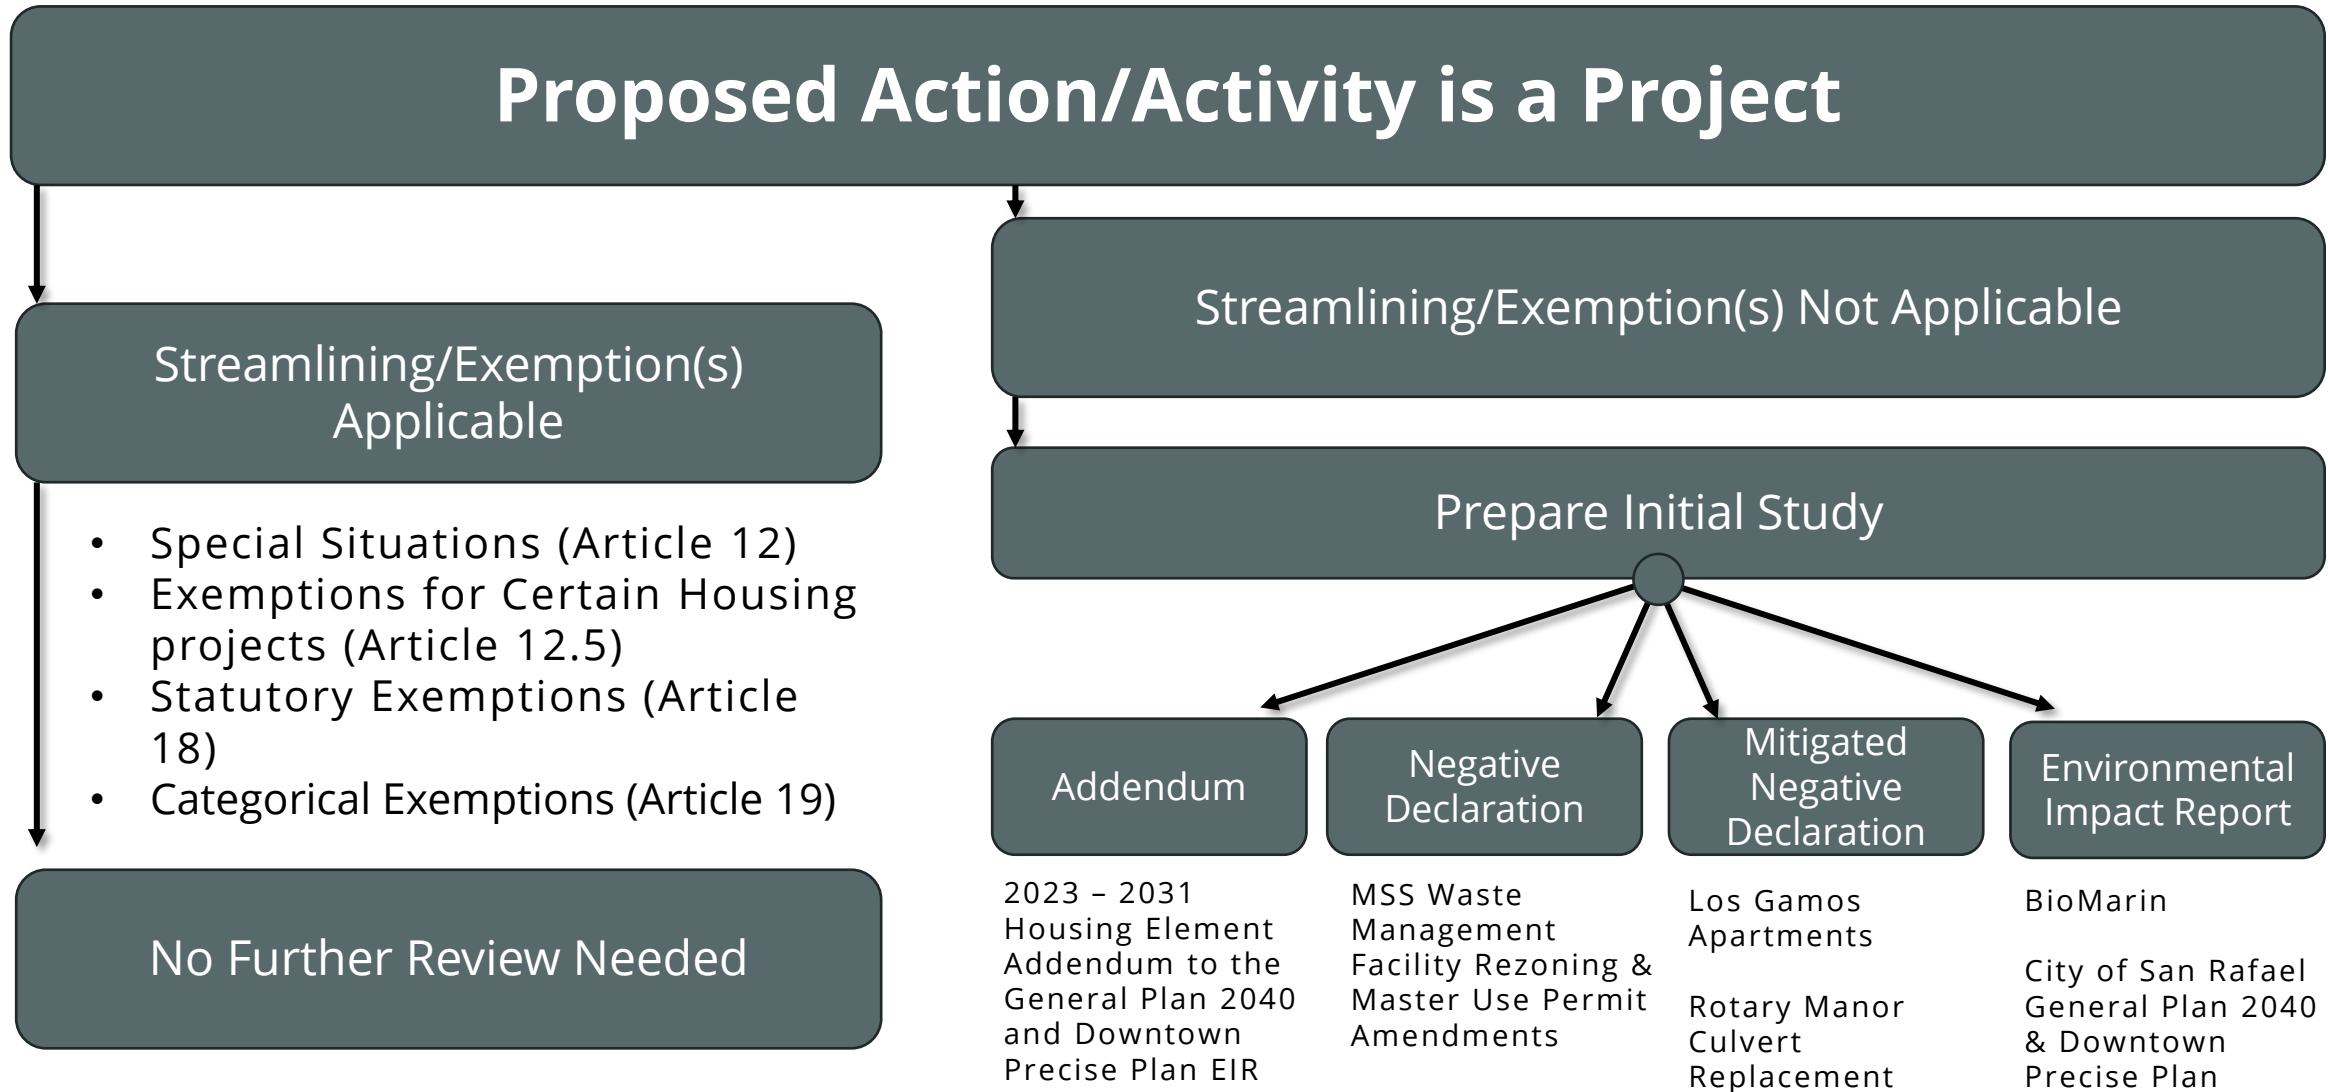 Proposed Action/Activity is a Project
Streamlining/Exemption(s)
Applicable
• Special Situations (Article 12)
• Exemptions for Certain Housing
projects (Article 12.5)
• Statutory Exemptions (Article
18)
• Categorical Exemptions (Article 19)
No Further Review Needed
Streamlining/Exemption(s) Not Applicable
Prepare Initial Study
Addendum
2023 – 2031
Housing Element
Addendum to the
General Plan 2040
and Downtown
Precise Plan EIR
Negative
Declaration
MSS Waste
Management
Facility Rezoning &
Master Use Permit
Amendments
Mitigated
Negative
Declaration
Los Gamos
Apartments
Rotary Manor
Culvert
Replacement
Environmental
Impact Report
BioMarin
City of San Rafael
General Plan 2040
& Downtown
Precise Plan